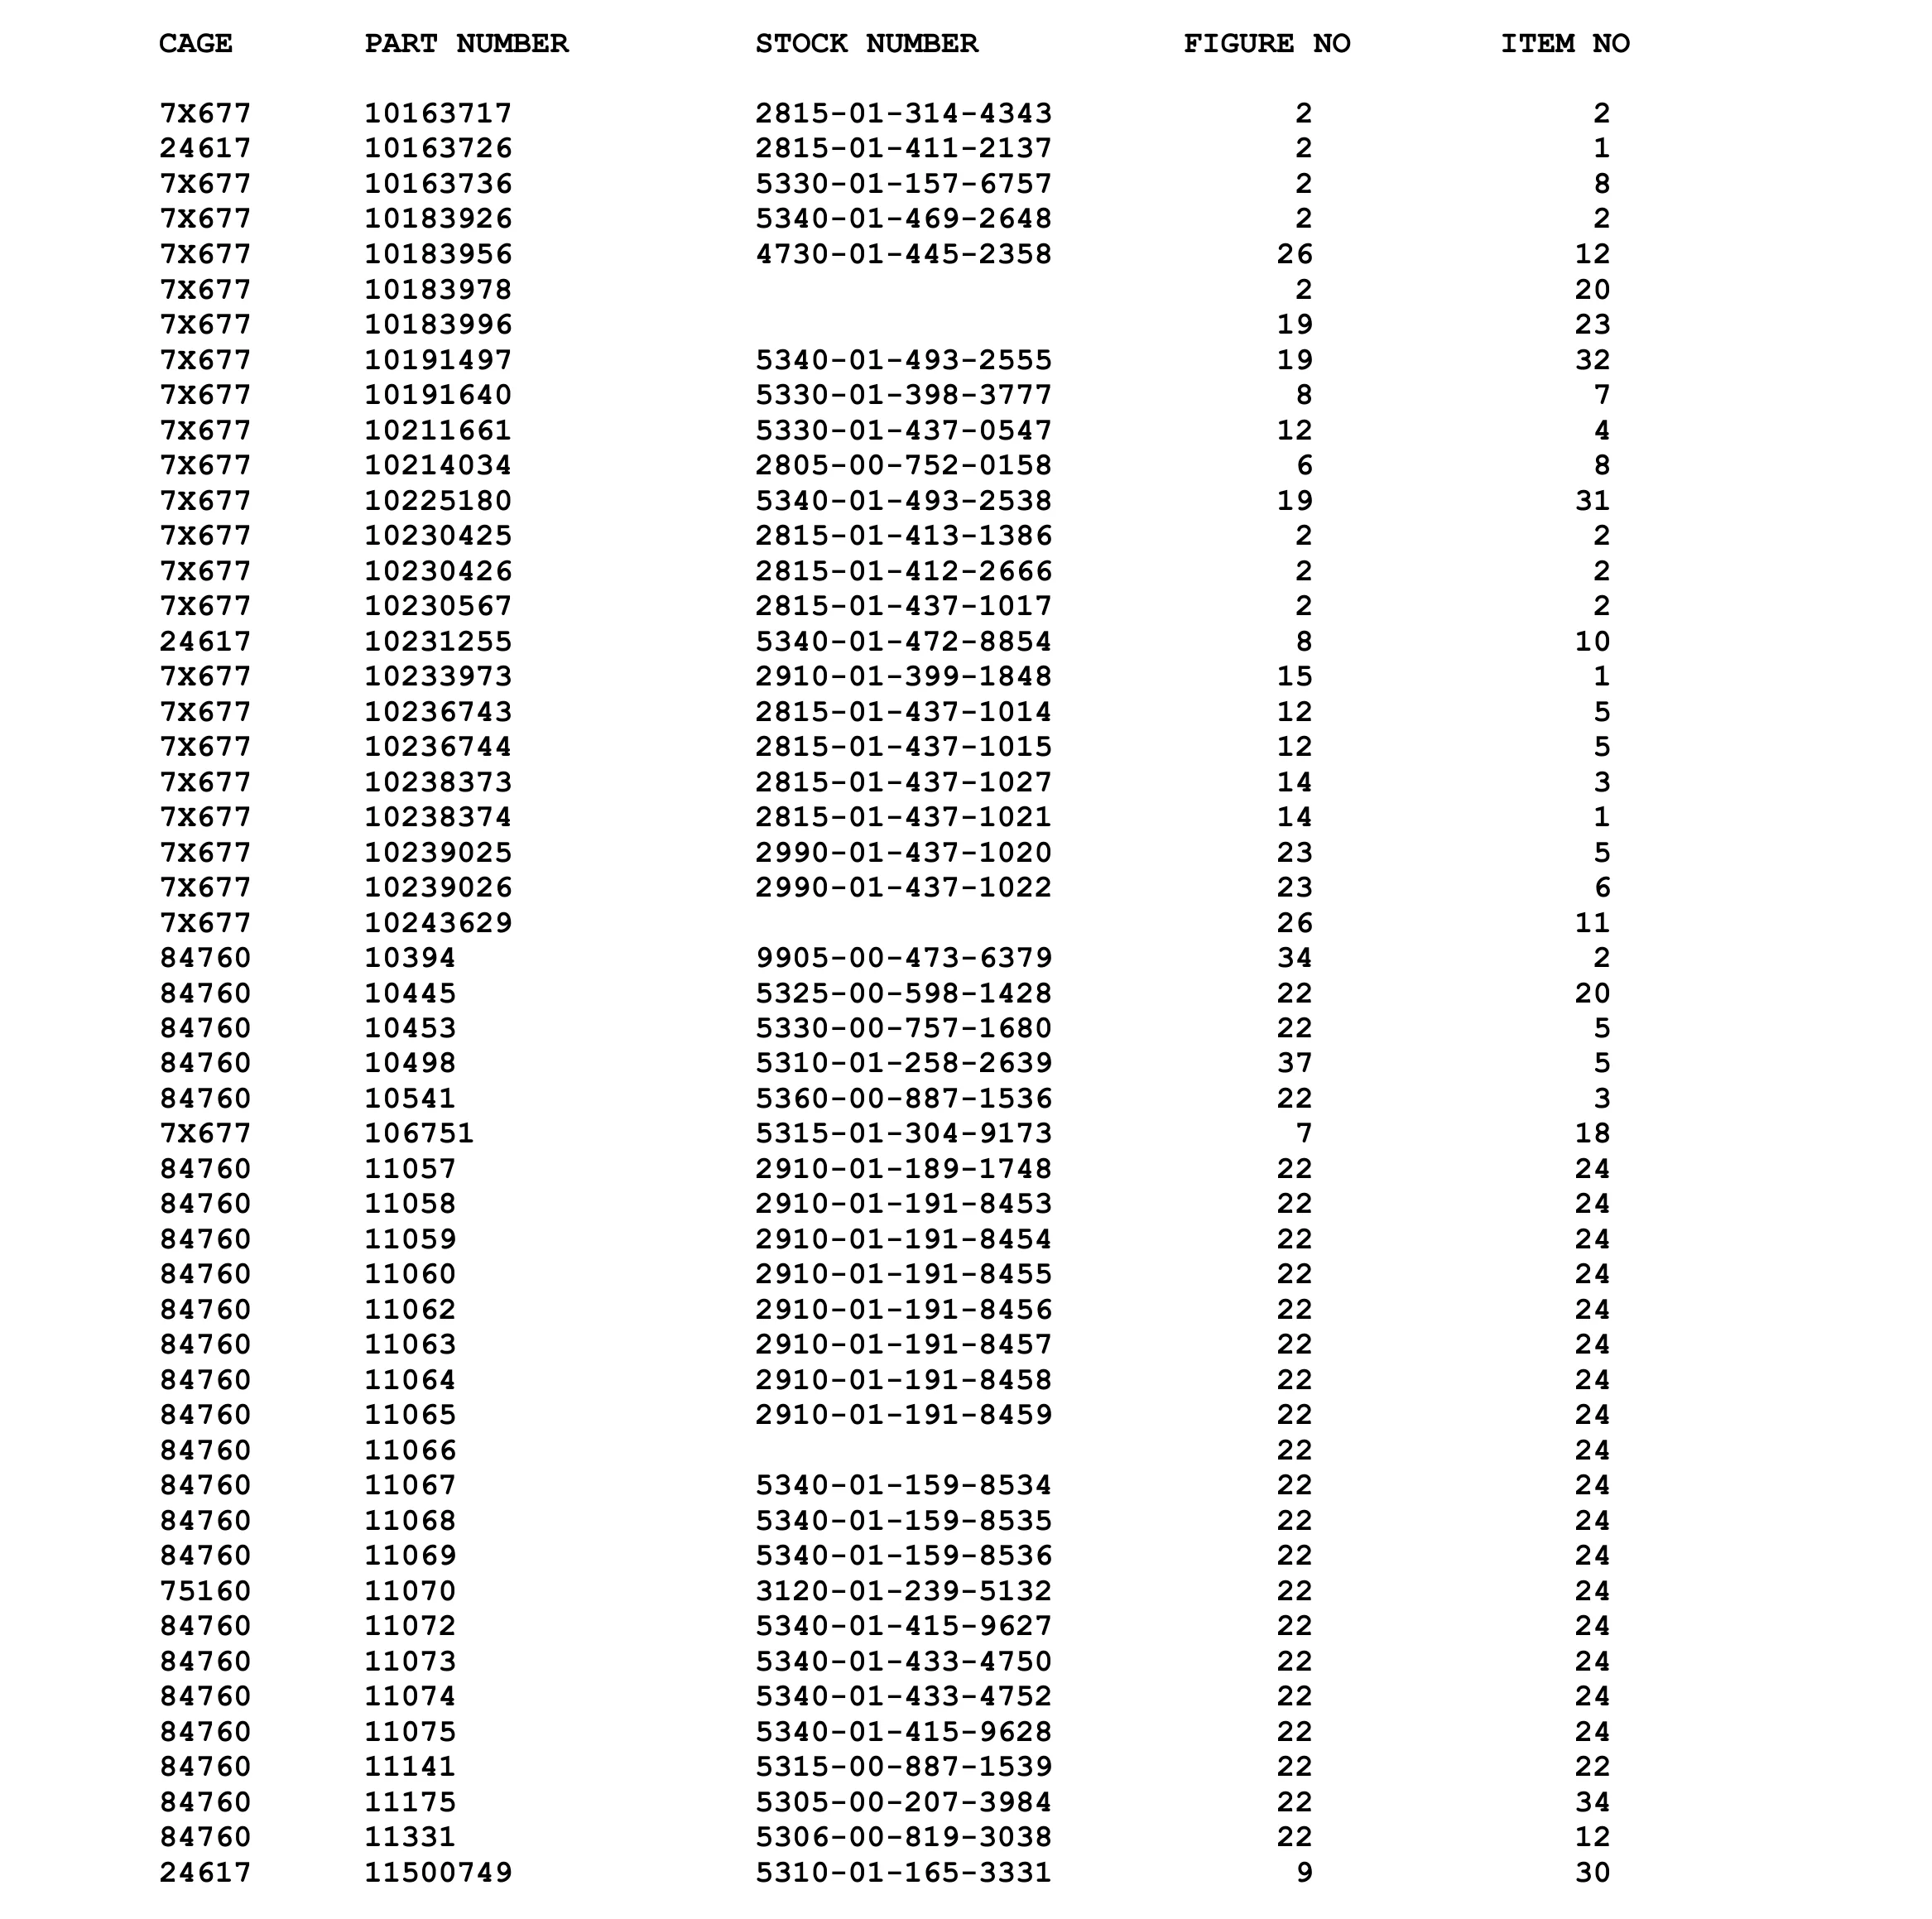 CAGE PART NUMBER STOCK NUMBER FIGURE NO ITEM NO
7X677 10163717 2815-01-314-4343 2 2
24617 10163726 2815-01-411-2137 2 1
7X677 10163736 5330-01-157-6757 2 8
7X677 10183926 5340-01-469-2648 2 2
7X677 10183956 4730-01-445-2358 26 12
7X677 10183978 2 20
7X677 10183996 19 23
7X677 10191497 5340-01-493-2555 19 32
7X677 10191640 5330-01-398-3777 8 7
7X677 10211661 5330-01-437-0547 12 4
7X677 10214034 2805-00-752-0158 6 8
7X677 10225180 5340-01-493-2538 19 31
7X677 10230425 2815-01-413-1386 2 2
7X677 10230426 2815-01-412-2666 2 2
7X677 10230567 2815-01-437-1017 2 2
24617 10231255 5340-01-472-8854 8 10
7X677 10233973 2910-01-399-1848 15 1
7X677 10236743 2815-01-437-1014 12 5
7X677 10236744 2815-01-437-1015 12 5
7X677 10238373 2815-01-437-1027 14 3
7X677 10238374 2815-01-437-1021 14 1
7X677 10239025 2990-01-437-1020 23 5
7X677 10239026 2990-01-437-1022 23 6
7X677 10243629 26 11
84760 10394 9905-00-473-6379 34 2
84760 10445 5325-00-598-1428 22 20
84760 10453 5330-00-757-1680 22 5
84760 10498 5310-01-258-2639 37 5
84760 10541 5360-00-887-1536 22 3
7X677 106751 5315-01-304-9173 7 18
84760 11057 2910-01-189-1748 22 24
84760 11058 2910-01-191-8453 22 24
84760 11059 2910-01-191-8454 22 24
84760 11060 2910-01-191-8455 22 24
84760 11062 2910-01-191-8456 22 24
84760 11063 2910-01-191-8457 22 24
84760 11064 2910-01-191-8458 22 24
84760 11065 2910-01-191-8459 22 24
84760 11066 22 24
84760 11067 5340-01-159-8534 22 24
84760 11068 5340-01-159-8535 22 24
84760 11069 5340-01-159-8536 22 24
75160 11070 3120-01-239-5132 22 24
84760 11072 5340-01-415-9627 22 24
84760 11073 5340-01-433-4750 22 24
84760 11074 5340-01-433-4752 22 24
84760 11075 5340-01-415-9628 22 24
84760 11141 5315-00-887-1539 22 22
84760 11175 5305-00-207-3984 22 34
84760 11331 5306-00-819-3038 22 12
24617 11500749 5310-01-165-3331 9 30